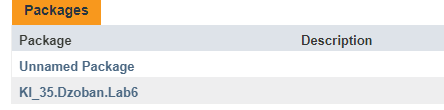 Packages
Package Description
Unnamed Package
KI_35.Dzoban.Lab6